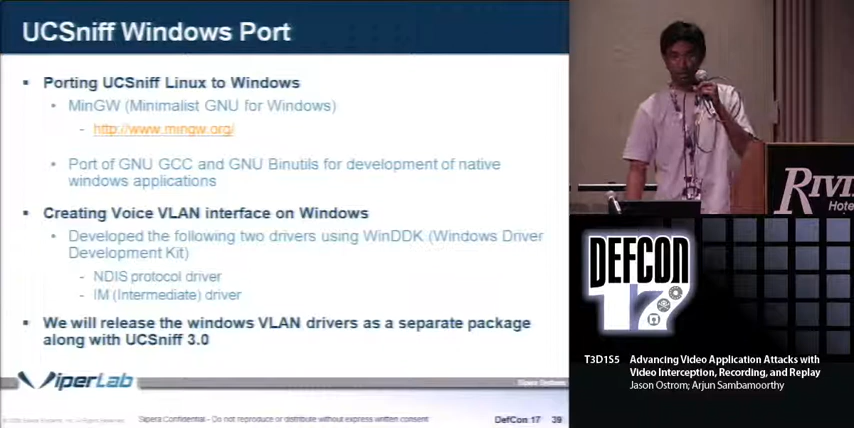 UCSniff Windows Port
Porting UCSniff Linux to Windows
MinGW (Minimalist GNU for Windows)
http://www.mingw.org/
Port of GNU GCC and GNU Binutils for development of native
windows applications
Creating Voice VLAN interface on Windows
Developed the following two drivers using WinDDK (Windows Driver
Development Kit)
NDIS protocol driver
IM (Intermediate) driver
We will release the windows VLAN drivers as a separate package
along with UCSniff 3.0
ViperLab
Sipera Systems
Sipera Confidential - Do not reproduce or distribute without express written consent
DefCon 17 39
RIVI
Hote
DEFCON
17
T3D1S5 Advancing Video Application Attacks with
Video Interception, Recording, and Replay
Jason Ostrom; Arjun Sambamoorthy